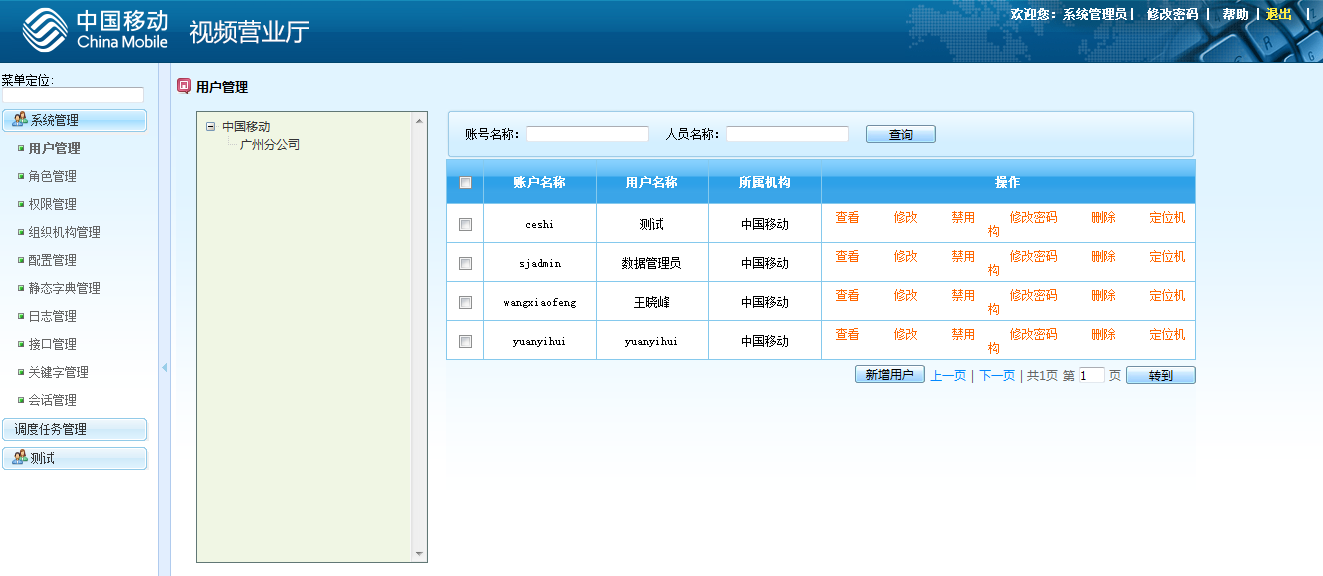 中国移动
China Mobile
视频营业厅
欢迎您：系统管理员| 修改密码 | 帮助 | 退出 |
菜单定位:
系统管理
用户管理
角色管理
权限管理
组织机构管理
配置管理
静态字典管理
日志管理
接口管理
关键字管理
会话管理
调度任务管理
测试
用户管理
中国移动
广州分公司
账号名称： 人员名称： 查询
账户名称 用户名称 所属机构 操作
ceshi 测试 中国移动 查看 修改 禁用 修改密码 删除 定位机
构
sjadmin 数据管理员 中国移动 查看 修改 禁用 修改密码 删除 定位机
构
wangxiaofeng 王晓峰 中国移动 查看 修改 禁用 修改密码 删除 定位机
构
yuanyihui yuanyihui 中国移动 查看 修改 禁用 修改密码 删除 定位机
构
新增用户 上一页 | 下一页 | 共1页 第 1 页 转到